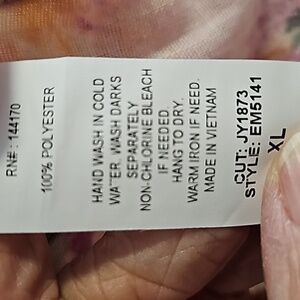 RN# : 144170
100% POLYESTER
HAND WASH IN COLD
WATER, WASH DARKS
SEPARATELY
NON-CHLORINE BLEACH
IF NEEDED.
HANG TO DRY.
WARM IRON IF NEED.
MADE IN VIETNAM
CUT: JY1873
STYLE: EM5141
XL